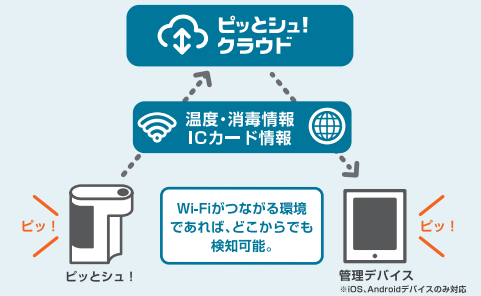 ピッとシュ!
クラウド
温度・消毒情報
ICカード情報
Wi-Fiがつながる環境
であれば、どこからでも
検知可能。
ピッ!
ピッ!
ピッとシュ!
管理デバイス
※iOS、Androidデバイスのみ対応